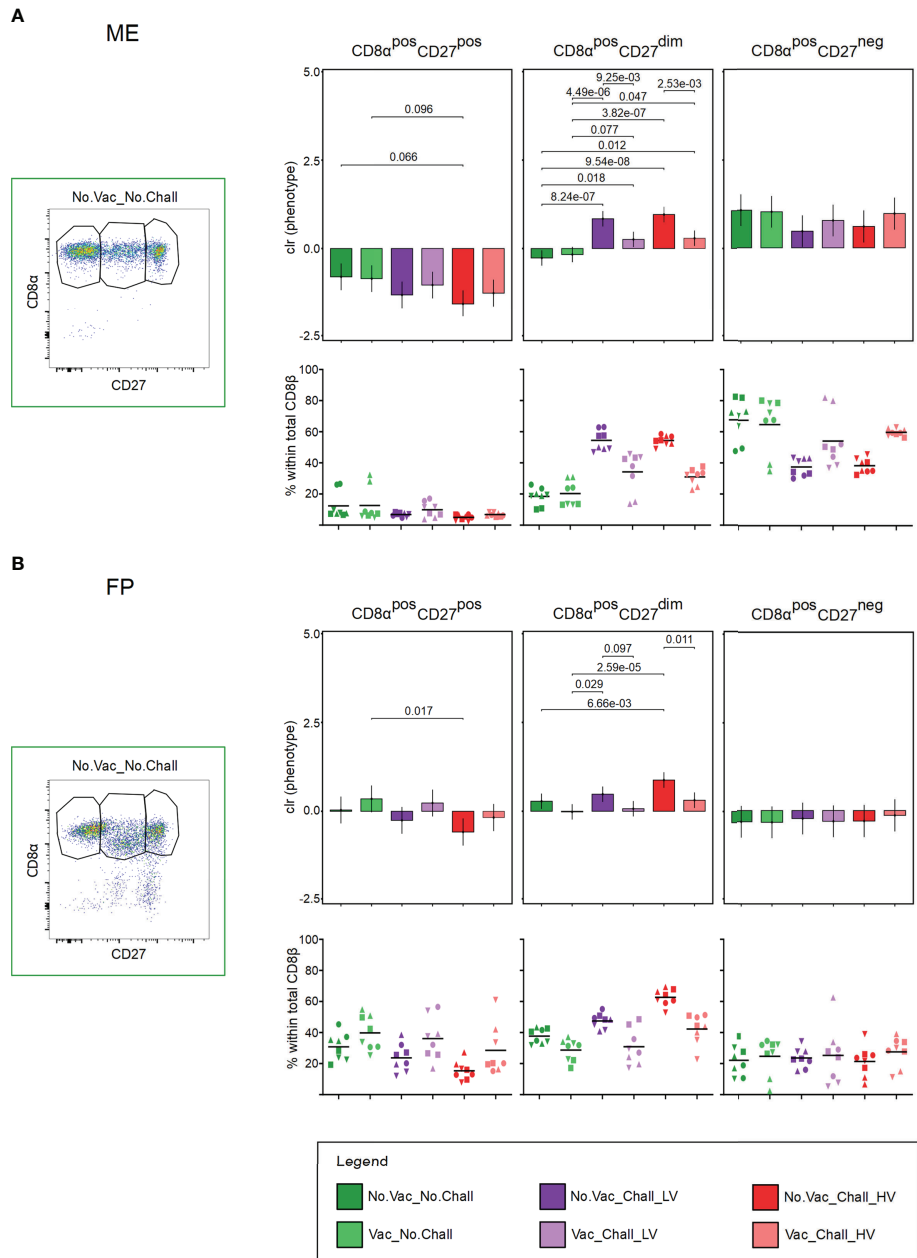 A
ME
CD8αposCD27pos
CD8αposCD27dim
CD8αposCD27neg
No.Vac_No.Chall
CD8α
CD27
clr (phenotype)
5.0
2.5
0.0
-2.5
0.096
0.066
9.25e-03
4.49e-06
2.53e-03
0.047
3.82e-07
0.077
0.012
9.54e-08
0.018
8.24e-07
% within total CD8β
100
80
60
40
20
B
FP
CD8αposCD27pos
CD8αposCD27dim
CD8αposCD27neg
No.Vac_No.Chall
CD8α
CD27
clr (phenotype)
5.0
2.5
0.0
-2.5
0.017
0.011
0.097
2.59e-05
0.029
6.66e-03
% within total CD8β
100
80
60
40
20
Legend
No.Vac_No.Chall
No.Vac_Chall_LV
No.Vac_Chall_HV
Vac_No.Chall
Vac_Chall_LV
Vac_Chall_HV